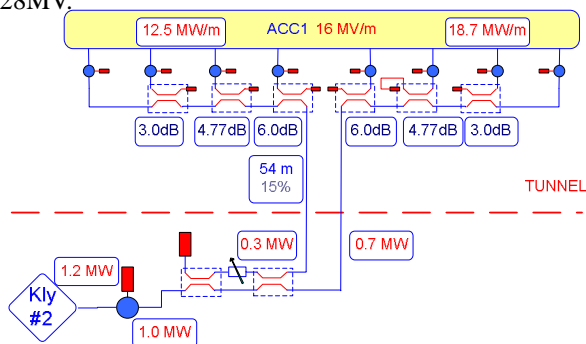 28MV.
12.5 MW/m
ACC1 16 MV/m
18.7 MW/m
3.0dB
4.77dB
6.0dB
6.0dB
4.77dB
3.0dB
54 m
15%
TUNNEL
0.3 MW
0.7 MW
1.2 MW
Kly
#2
1.0 MW